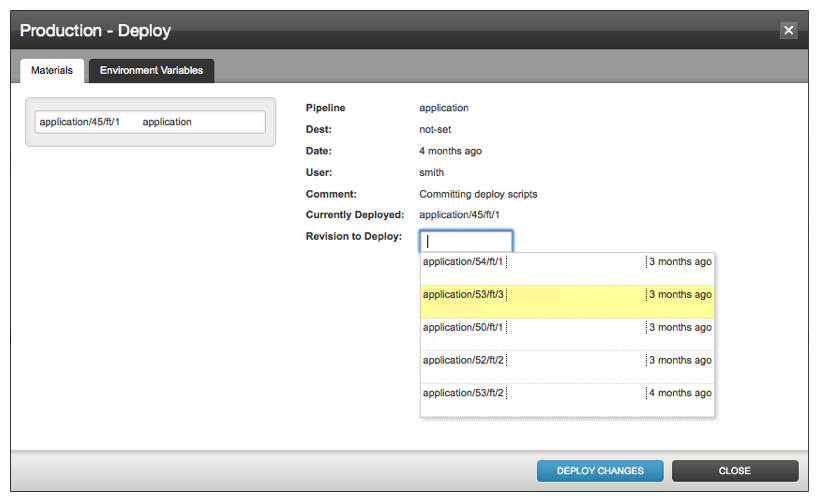 Production - Deploy
Materials
Environment Variables
application/45/ft/1 application
Pipeline application
Dest: not-set
Date: 4 months ago
User: smith
Comment: Committing deploy scripts
Currently Deployed: application/45/ft/1
Revision to Deploy:
application/54/ft/1 3 months ago
application/53/ft/3 3 months ago
application/50/ft/1 3 months ago
application/52/ft/2 3 months ago
application/53/ft/2 4 months ago
DEPLOY CHANGES
CLOSE